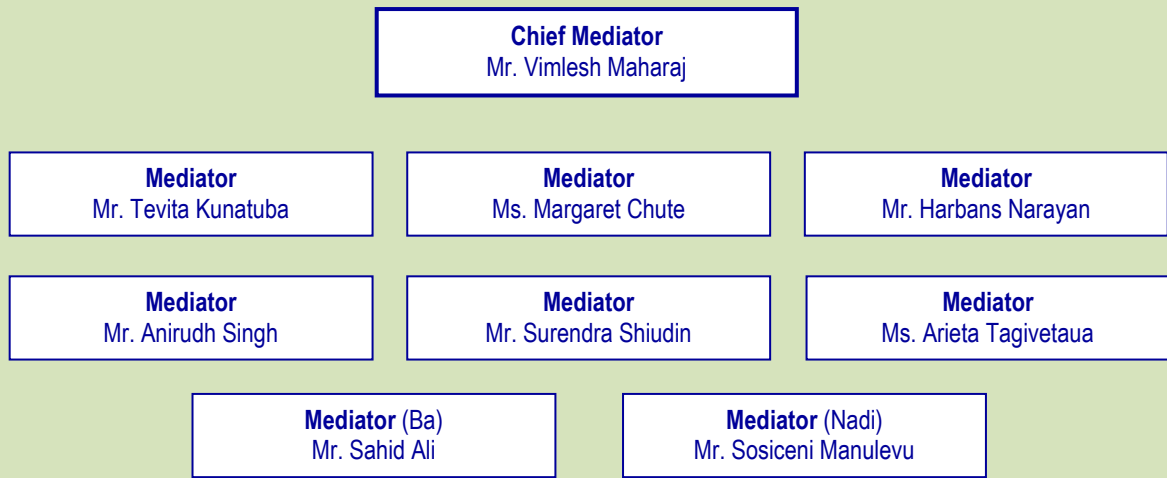 Chief Mediator
Mr. Vimlesh Maharaj
Mediator
Mr. Tevita Kunatuba
Mediator
Ms. Margaret Chute
Mediator
Mr. Harbans Narayan
Mediator
Mr. Anirudh Singh
Mediator
Mr. Surendra Shiudin
Mediator
Ms. Arieta Tagivetaua
Mediator (Ba)
Mr. Sahid Ali
Mediator (Nadi)
Mr. Sosiceni Manulevu